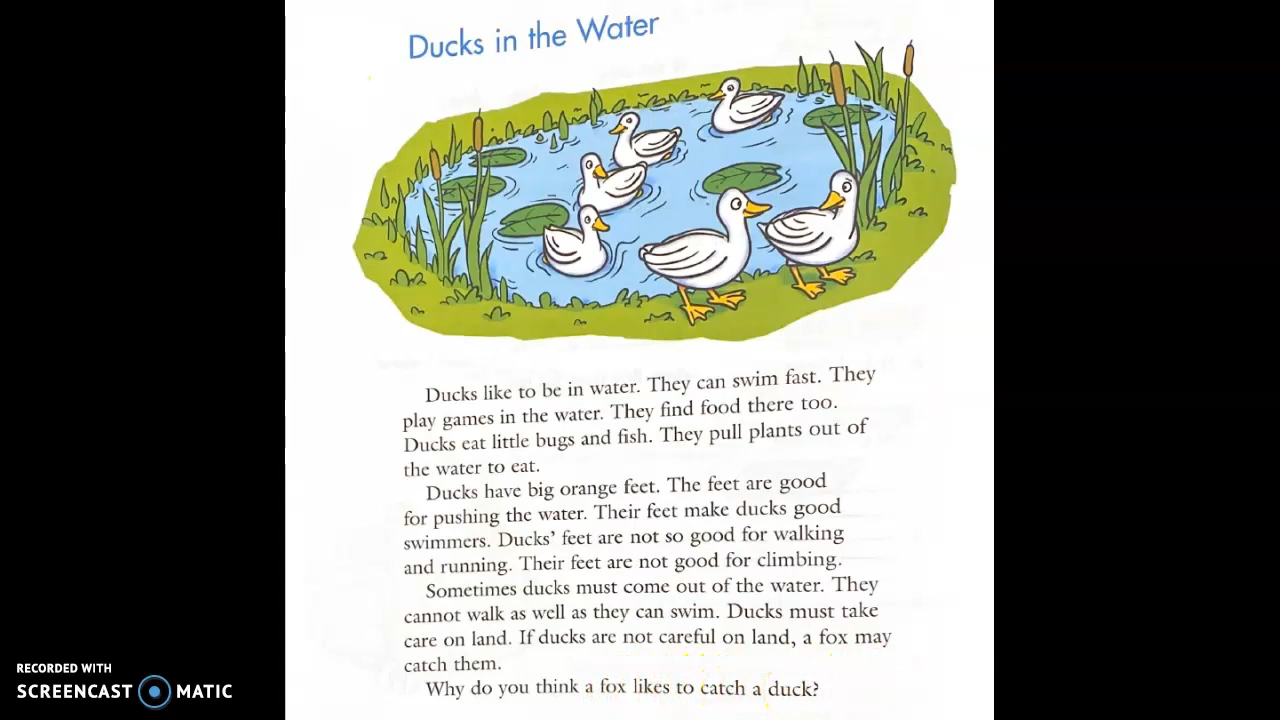 Ducks in the Water
Ducks like to be in water. They can swim fast. They
play games in the water. They find food there too.
Ducks eat little bugs and fish. They pull plants out of
the water to eat.
Ducks have big orange feet. The feet are good
for pushing the water. Their feet make ducks good
swimmers. Ducks' feet are not so good for walking
and running. Their feet are not good for climbing.
Sometimes ducks must come out of the water. They
cannot walk as well as they can swim. Ducks must take
care on land. If ducks are not careful on land, a fox may
catch them.
Why do you think a fox likes to catch a duck?
RECORDED WITH
SCREENCAST MATIC